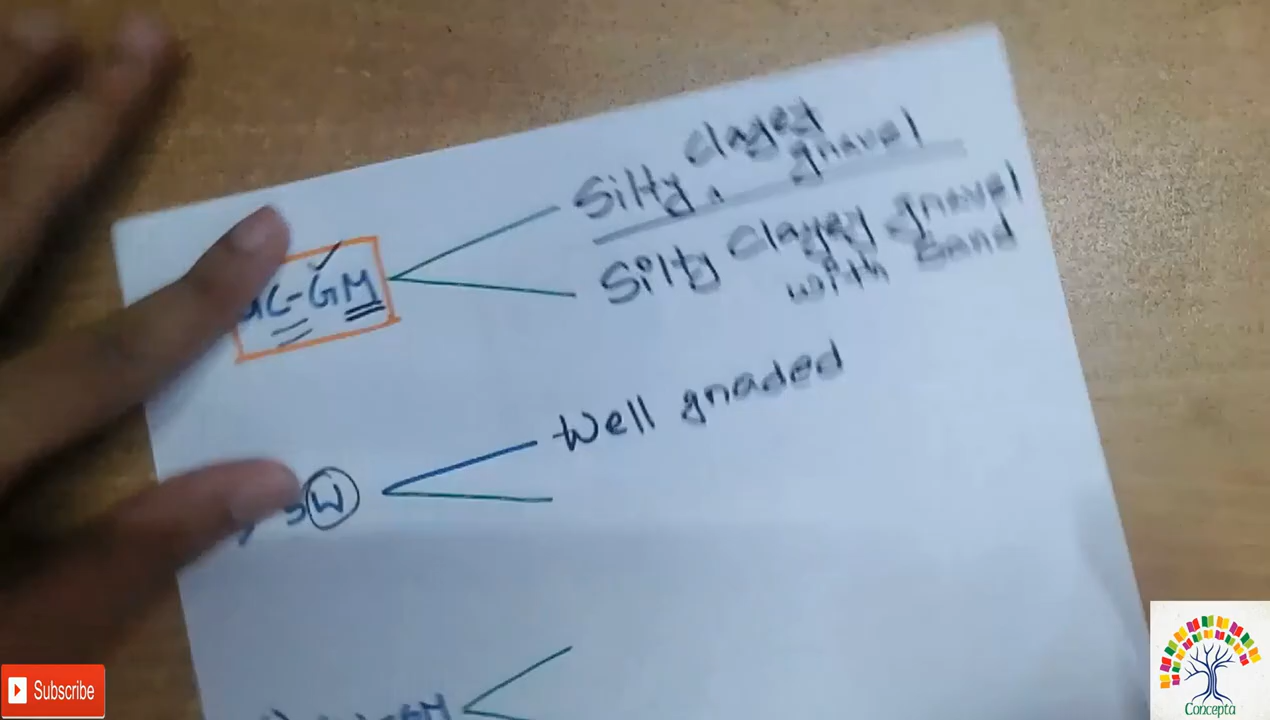 clayey
Silty, gravel
GC-GM
Silty clayey gravel
with sand
Well graded
SW
Subscribe
Concepta